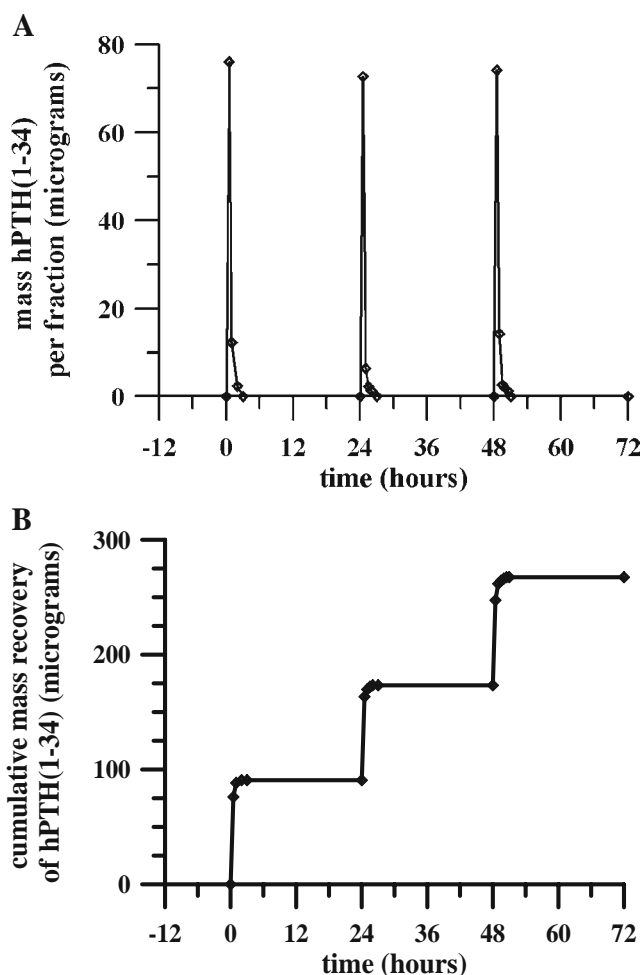 A
mass hPTH(1-34)
per fraction (micrograms)
80
60
40
20
0
-12 0 12 24 36 48 60 72
time (hours)
B
cumulative mass recovery
of hPTH(1-34) (micrograms)
300
200
100
0
-12 0 12 24 36 48 60 72
time (hours)